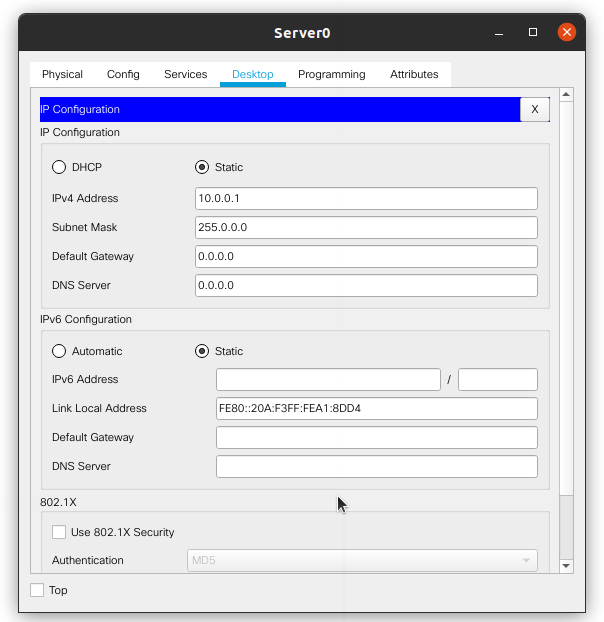 Server0
Physical Config Services Desktop Programming Attributes
IP Configuration X
IP Configuration
DHCP Static
IPv4 Address 10.0.0.1
Subnet Mask 255.0.0.0
Default Gateway 0.0.0.0
DNS Server 0.0.0.0
IPv6 Configuration
Automatic Static
IPv6 Address /
Link Local Address FE80::20A:F3FF:FEA1:8DD4
Default Gateway
DNS Server
802.1X
Use 802.1X Security
Authentication MD5
Top